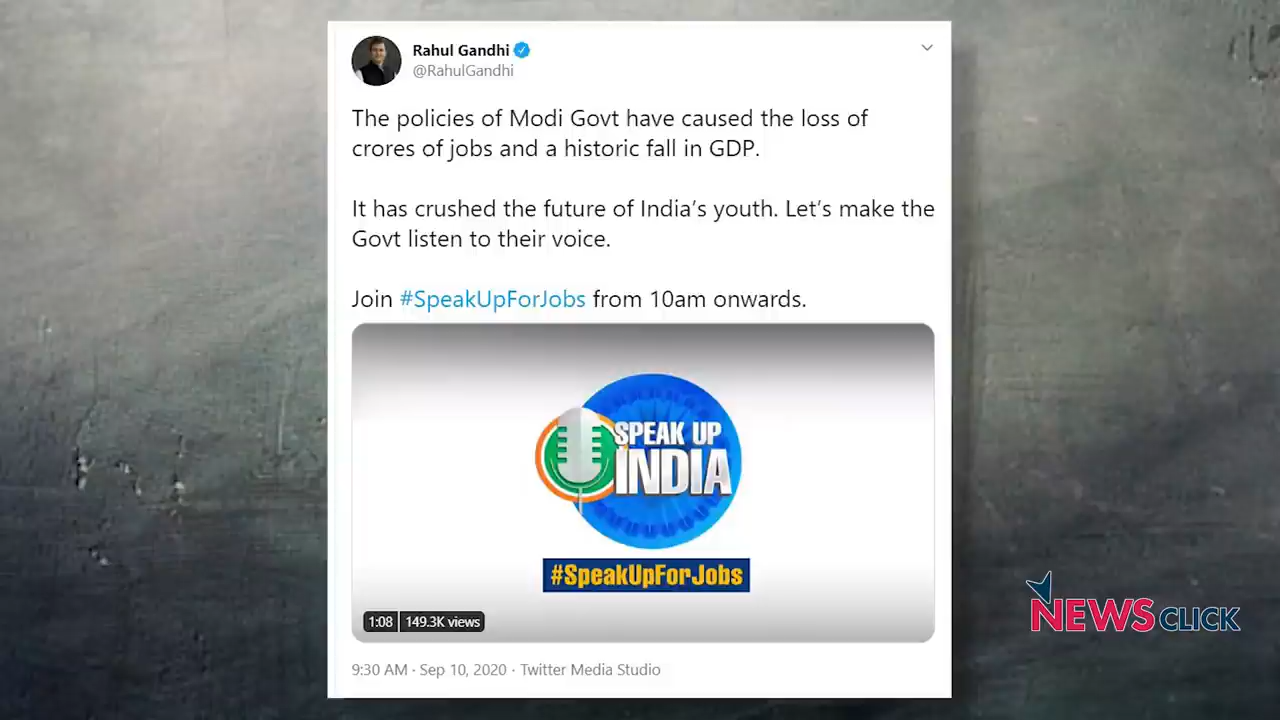 Rahul Gandhi
@RahulGandhi
The policies of Modi Govt have caused the loss of
crores of jobs and a historic fall in GDP.
It has crushed the future of India's youth. Let's make the
Govt listen to their voice.
Join #SpeakUpForJobs from 10am onwards.
SPEAK UP
INDIA
#SpeakUpForJobs
1:08 149.3K views
9:30 AM · Sep 10, 2020 · Twitter Media Studio
NEWSCLICK